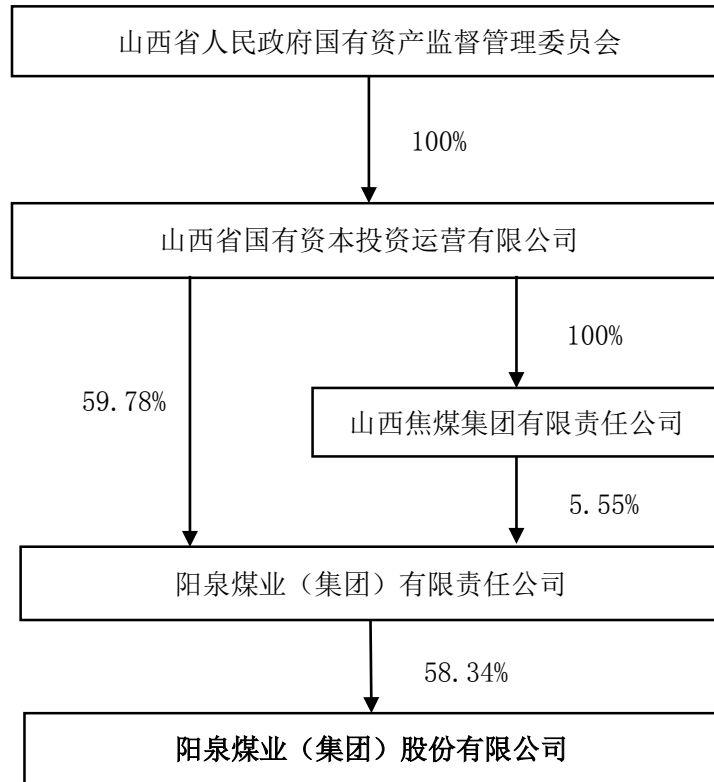 山西省人民政府国有资产监督管理委员会
100%
山西省国有资本投资运营有限公司
100%
59.78%
山西焦煤集团有限责任公司
5.55%
阳泉煤业（集团）有限责任公司
58.34%
阳泉煤业（集团）股份有限公司